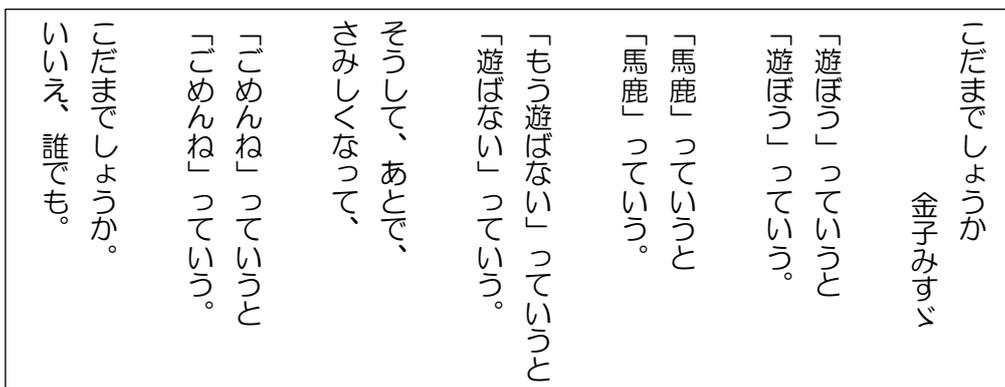 こだまでしょうか
金子みすゞ
「遊ぼう」っていうと
「遊ぼう」っていう。
「馬鹿」っていうと
「馬鹿」っていう。
「もう遊ばない」っていうと
「遊ばない」っていう。
そうして、あとで、
さみしくなって、
「ごめんね」っていうと
「ごめんね」っていう。
こだまでしょうか。
いいえ、誰でも。